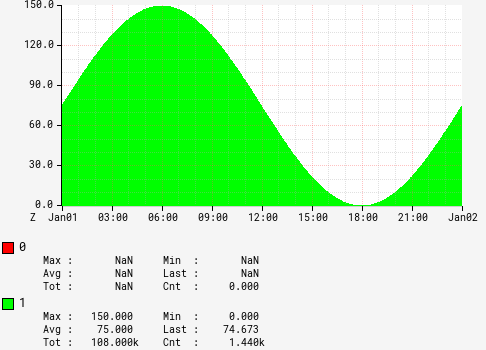 150.0
120.0
90.0
60.0
30.0
0.0
Z Jan01 03:00 06:00 09:00 12:00 15:00 18:00 21:00 Jan02
0
Max : NaN Min : NaN
Avg : NaN Last : NaN
Tot : NaN Cnt : 0.000
1
Max : 150.000 Min : 0.000
Avg : 75.000 Last : 74.673
Tot : 108.000k Cnt : 1.440k